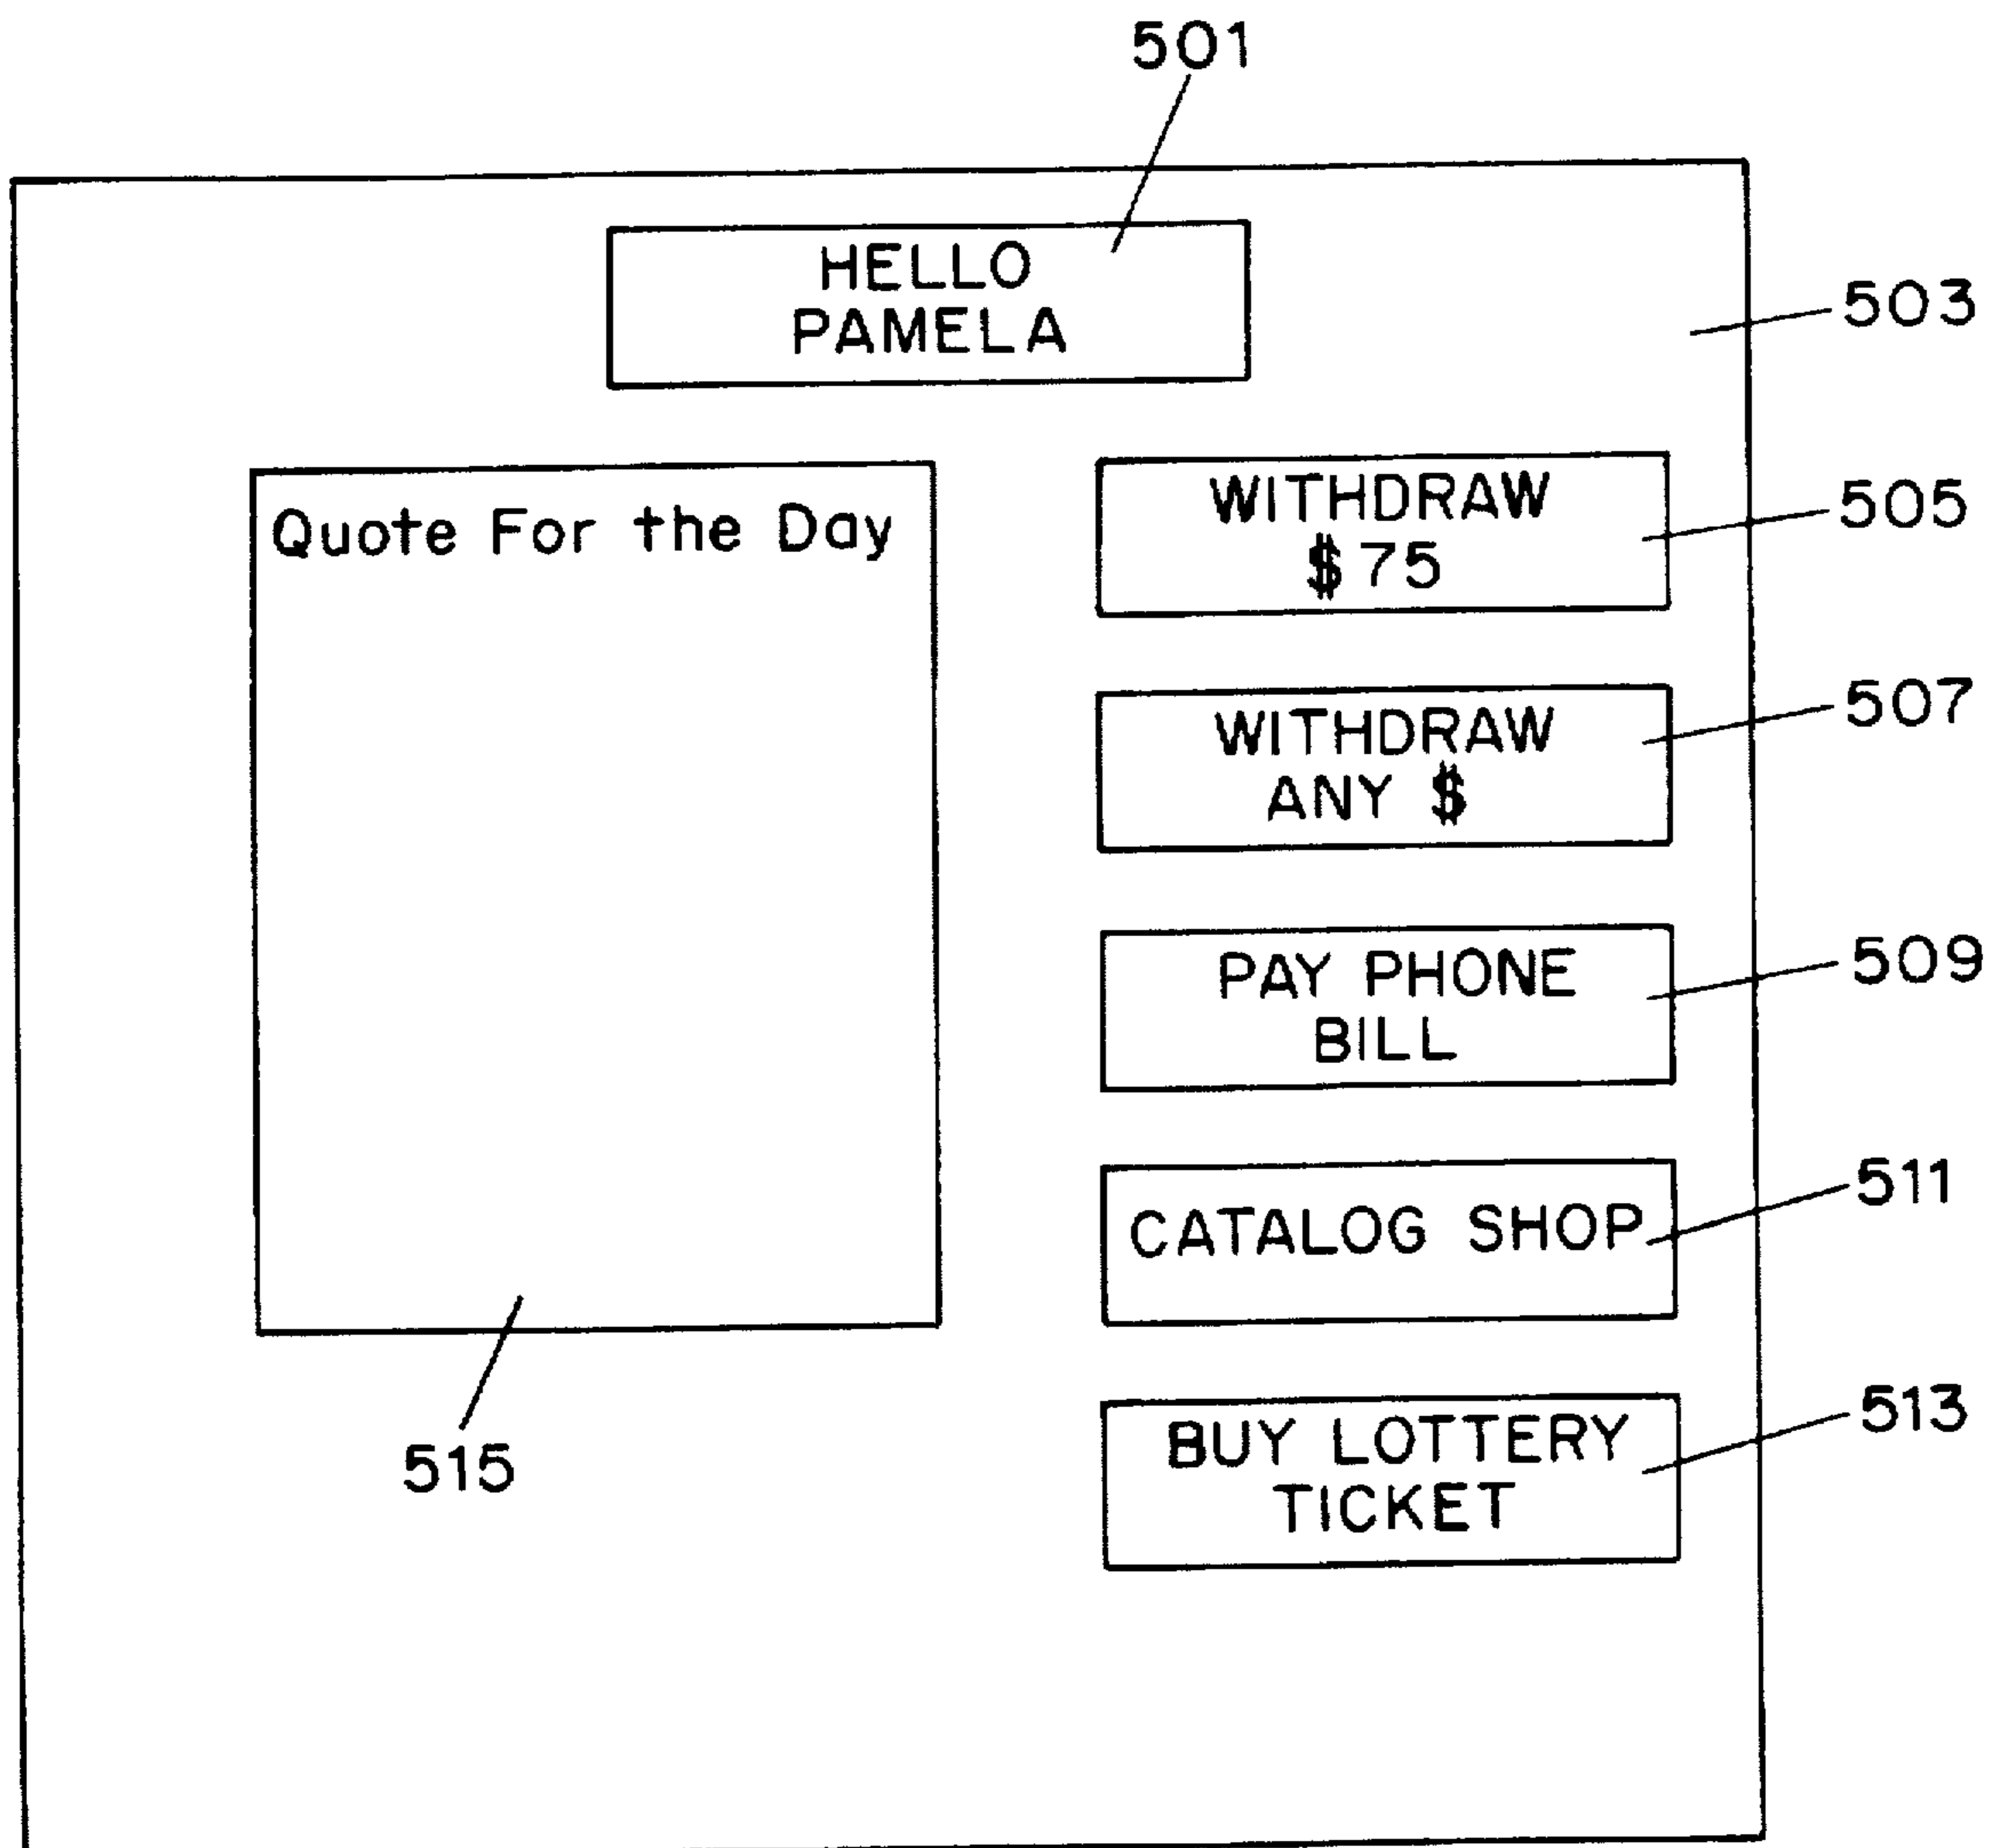 501
HELLO
PAMELA
503
Quote For the Day
WITHDRAW
$ 75
505
WITHDRAW
ANY $
507
PAY PHONE
BILL
509
CATALOG SHOP
511
BUY LOTTERY
TICKET
513
515